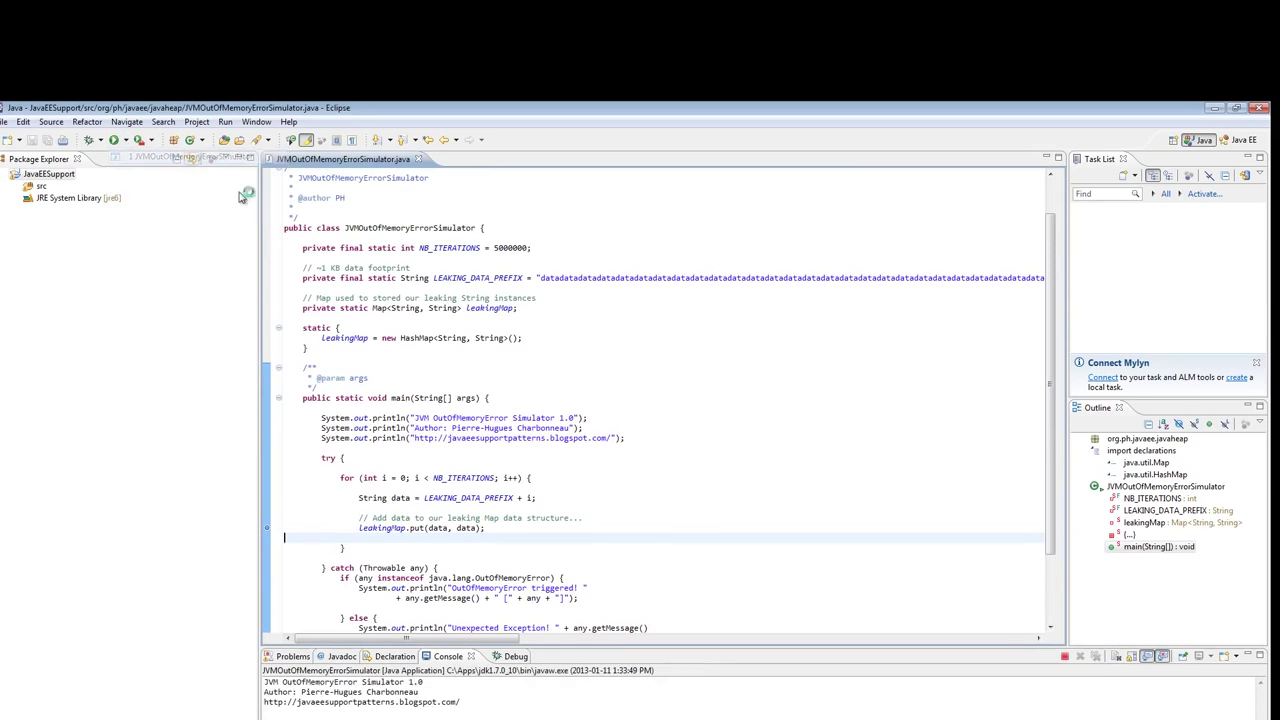 Java - JavaEESupport/src/org/ph/javaee/javaheap/JVMOutOfMemoryErrorSimulator.java - Eclipse
Edit Source Refactor Navigate Search Project Run Window Help
Java Java EE
Package Explorer
JavaEESupport
src
JRE System Library [jre6]
JVMOutOfMemoryErrorSimulator.java
* JVMOutOfMemoryErrorSimulator
*
* @author PH
*
*/
public class JVMOutOfMemoryErrorSimulator {
private final static int NB_ITERATIONS = 5000000;
// ~1 KB data footprint
private final static String LEAKING_DATA_PREFIX = "datadatadatadatadatadatadatadatadatadatadatadatadatadatadatadatadatadatadatadatadatadatadatadatadatadatadatadata
// Map used to stored our leaking String instances
private static Map<String, String> leakingMap;
static {
leakingMap = new HashMap<String, String>();
}
/**
* @param args
*/
public static void main(String[] args) {
System.out.println("JVM OutOfMemoryError Simulator 1.0");
System.out.println("Author: Pierre-Hugues Charbonneau");
System.out.println("http://javaeesupportpatterns.blogspot.com/");
try {
for (int i = 0; i < NB_ITERATIONS; i++) {
String data = LEAKING_DATA_PREFIX + i;
// Add data to our leaking Map data structure...
leakingMap.put(data, data);
}
} catch (Throwable any) {
if (any instanceof java.lang.OutOfMemoryError) {
System.out.println("OutOfMemoryError triggered! "
+ any.getMessage() + " [" + any + "]");
} else {
System.out.println("Unexpected Exception! " + any.getMessage()
Task List
Find All Activate...
Connect Mylyn
Connect to your task and ALM tools or create a
local task.
Outline
org.ph.javaee.javaheap
import declarations
java.util.Map
java.util.HashMap
JVMOutOfMemoryErrorSimulator
NB_ITERATIONS : int
LEAKING_DATA_PREFIX : String
leakingMap : Map<String, String>
{...}
main(String[]) : void
Problems Javadoc Declaration Console Debug
JVMOutOfMemoryErrorSimulator [Java Application] C:\Apps\jdk1.7.0_10\bin\javaw.exe (2013-01-11 1:33:49 PM)
JVM OutOfMemoryError Simulator 1.0
Author: Pierre-Hugues Charbonneau
http://javaeesupportpatterns.blogspot.com/